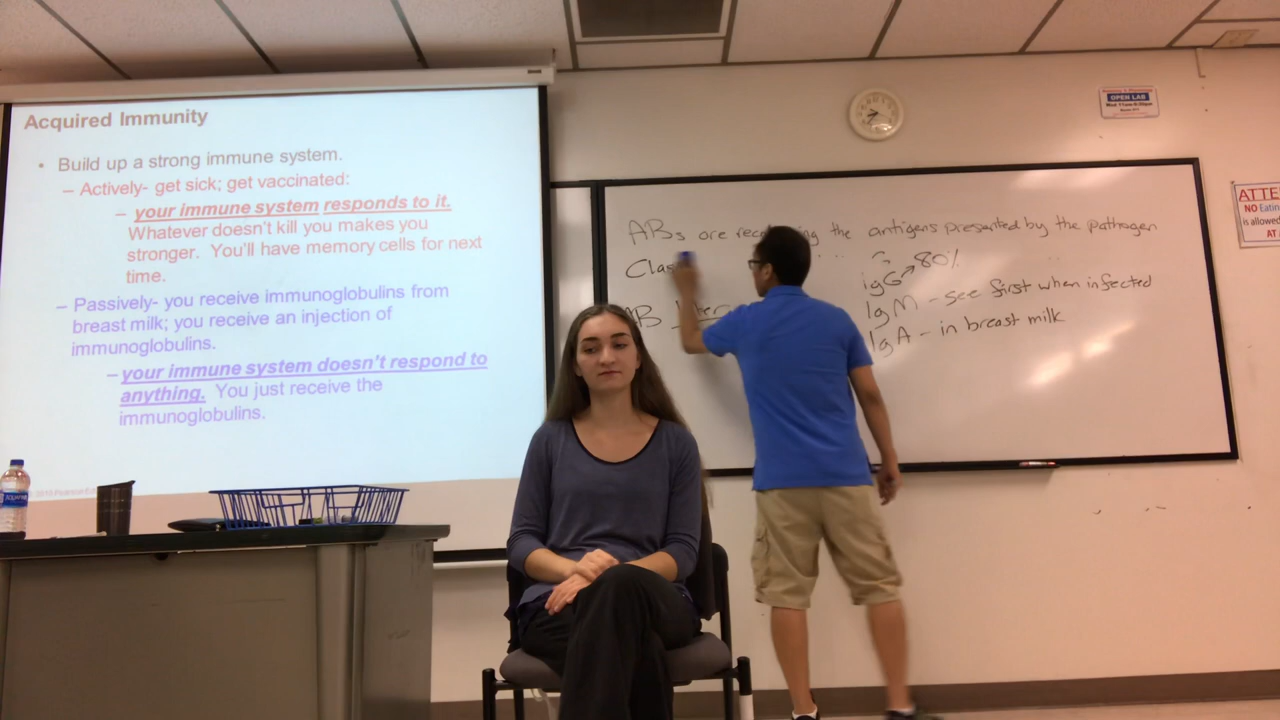 Acquired Immunity
• Build up a strong immune system.
– Actively- get sick; get vaccinated:
– your immune system responds to it.
Whatever doesn't kill you makes you
stronger. You'll have memory cells for next
time.
– Passively- you receive immunoglobulins from
breast milk; you receive an injection of
immunoglobulins.
– your immune system doesn't respond to
anything. You just receive the
immunoglobulins.
ABs are the antigens presented by the pathogen
igG → 80%
IgM - see first when infected
IgA - in breast milk
OPEN LAB
ATTE
NO Eatin
is allowed